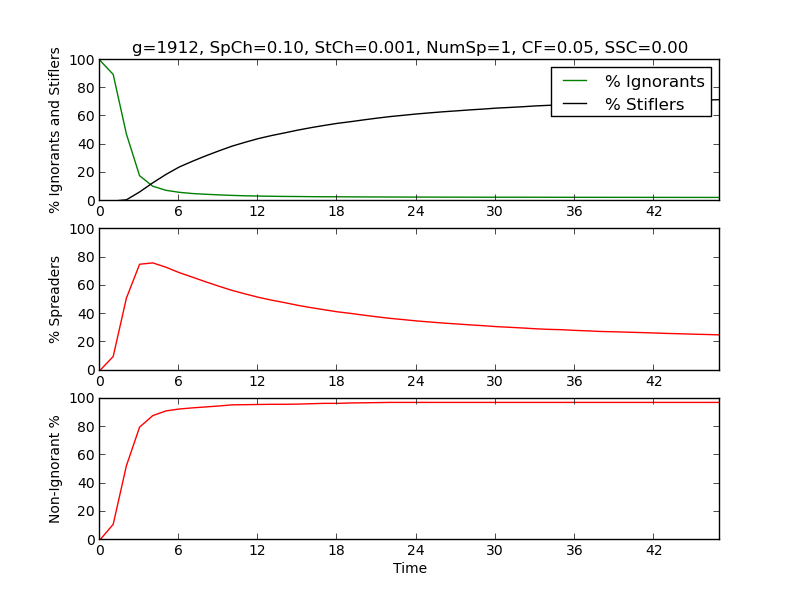 g=1912, SpCh=0.10, StCh=0.001, NumSp=1, CF=0.05, SSC=0.00
% Ignorants and Stiflers
100
80
60
40
20
0
% Ignorants
% Stiflers
0 6 12 18 24 30 36 42
% Spreaders
100
80
60
40
20
0
0 6 12 18 24 30 36 42
Non-Ignorant %
100
80
60
40
20
0
0 6 12 18 24 30 36 42
Time